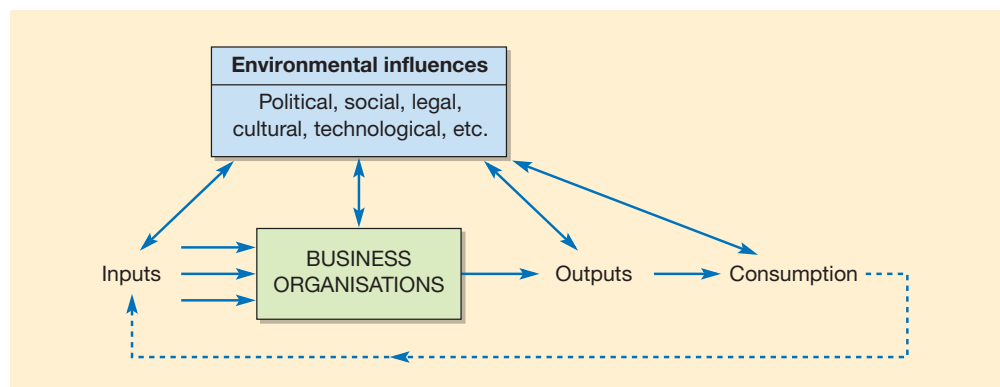 Environmental influences
Political, social, legal,
cultural, technological, etc.
Inputs
BUSINESS
ORGANISATIONS
Outputs
Consumption